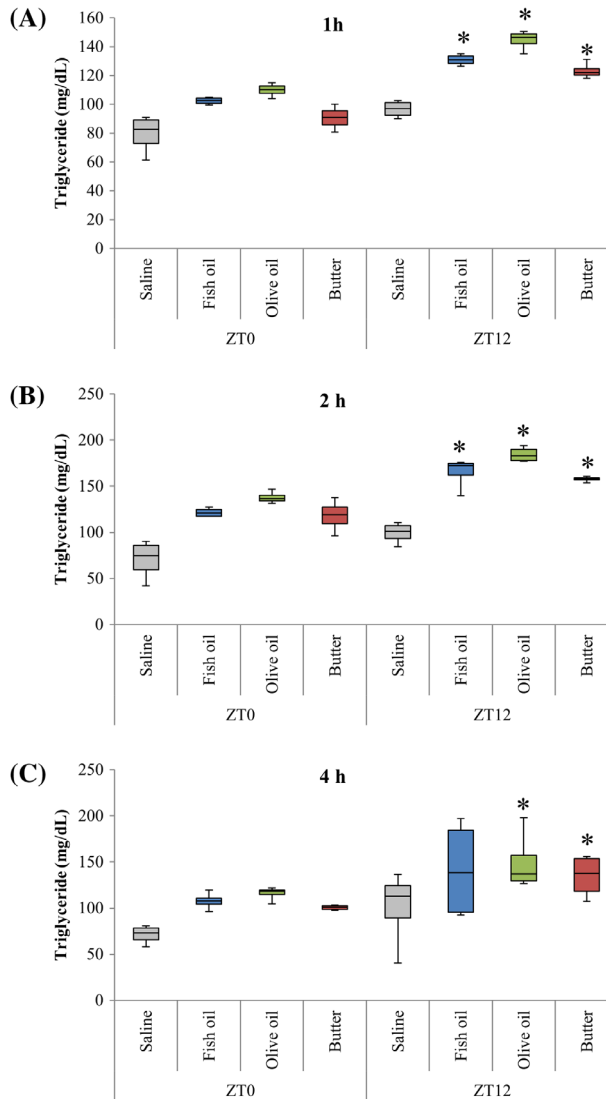 (A)
1h
Triglyceride (mg/dL)
160
140
120
100
80
60
40
20
0
* * *
Saline Fish oil Olive oil Butter Saline Fish oil Olive oil Butter
ZT0 ZT12
(B)
2 h
Triglyceride (mg/dL)
250
200
150
100
50
0
* * *
Saline Fish oil Olive oil Butter Saline Fish oil Olive oil Butter
ZT0 ZT12
(C)
4 h
Triglyceride (mg/dL)
250
200
150
100
50
0
* *
Saline Fish oil Olive oil Butter Saline Fish oil Olive oil Butter
ZT0 ZT12